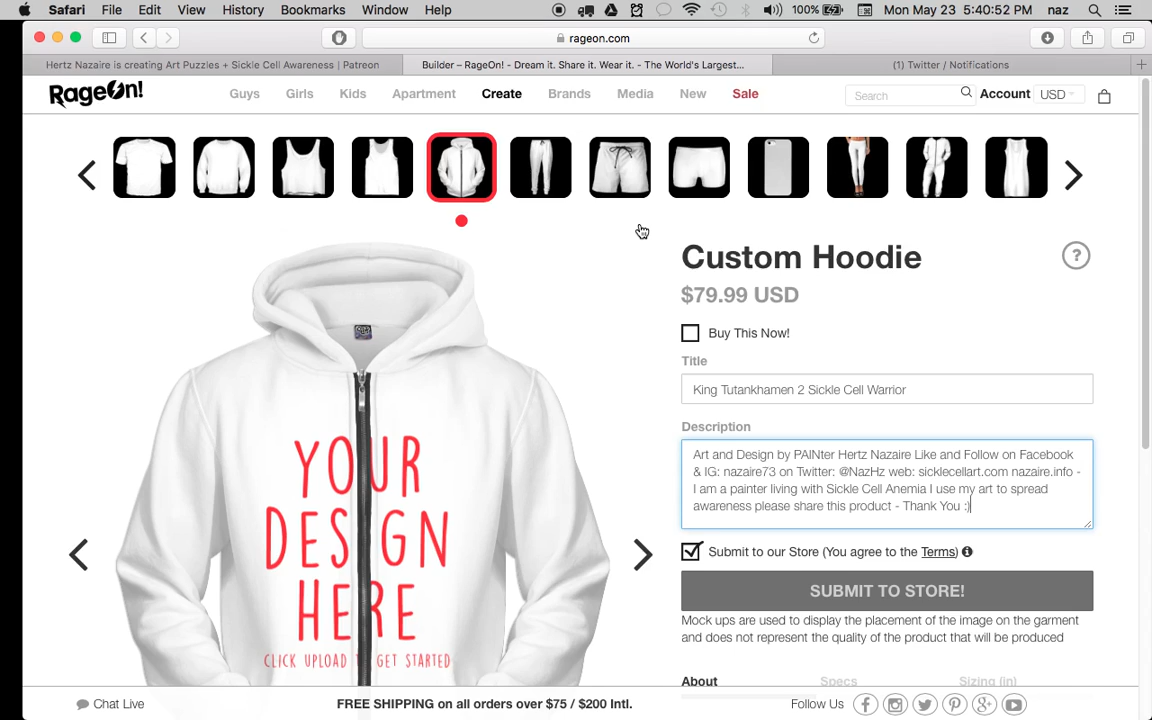 Safari File Edit View History Bookmarks Window Help 100% Mon May 23 5:40:52 PM naz
rageon.com
Hertz Nazaire is creating Art Puzzles + Sickle Cell Awareness | Patreon
Builder – RageOn! - Dream it. Share it. Wear it. - The World's Largest...
(1) Twitter / Notifications
RageOn!
Guys Girls Kids Apartment Create Brands Media New Sale Search Account USD
Custom Hoodie
?
$79.99 USD
Buy This Now!
Title
King Tutankhamen 2 Sickle Cell Warrior
Description
Art and Design by PAINter Hertz Nazaire Like and Follow on Facebook
& IG: nazaire73 on Twitter: @NazHz web: sicklecellart.com nazaire.info -
I am a painter living with Sickle Cell Anemia I use my art to spread
awareness please share this product - Thank You :)
Submit to our Store (You agree to the Terms)
SUBMIT TO STORE!
Mock ups are used to display the placement of the image on the garment
and does not represent the quality of the product that will be produced
About Specs Sizing (in)
YOUR
DESIGN
HERE
CLICK UPLOAD TO GET STARTED
Chat Live
FREE SHIPPING on all orders over $75 / $200 Intl.
Follow Us